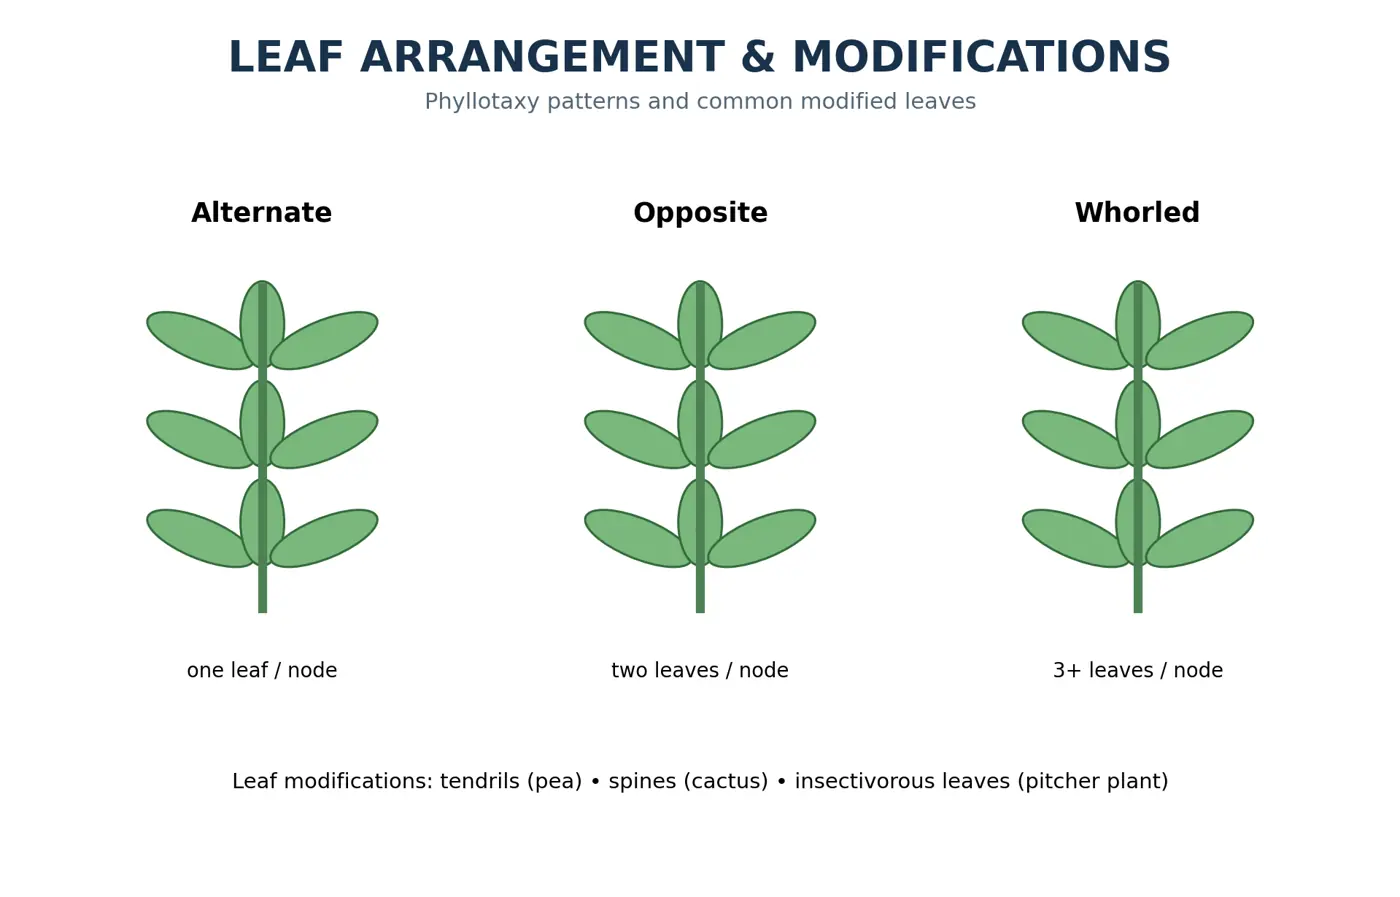 LEAF ARRANGEMENT & MODIFICATIONS
Phyllotaxy patterns and common modified leaves
Alternate
Opposite
Whorled
one leaf / node
two leaves / node
3+ leaves / node
Leaf modifications: tendrils (pea) • spines (cactus) • insectivorous leaves (pitcher plant)